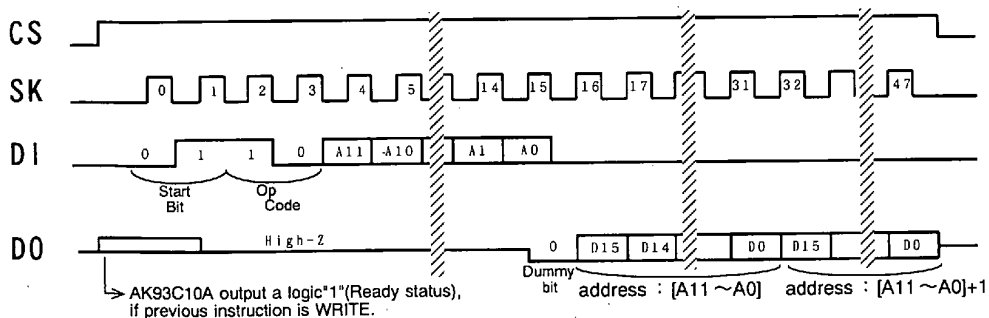 CS
SK 0 1 2 3 4 5 14 15 16 17 31 32 47
DI 0 1 1 0 A11 A10 A1 A0
Start Bit
Op Code
DO High-Z 0 D15 D14 D0 D15 D0
Dummy bit
address : [A11 ~A0]
address : [A11 ~A0]+1
AK93C10A output a logic"1"(Ready status),
if previous instruction is WRITE.